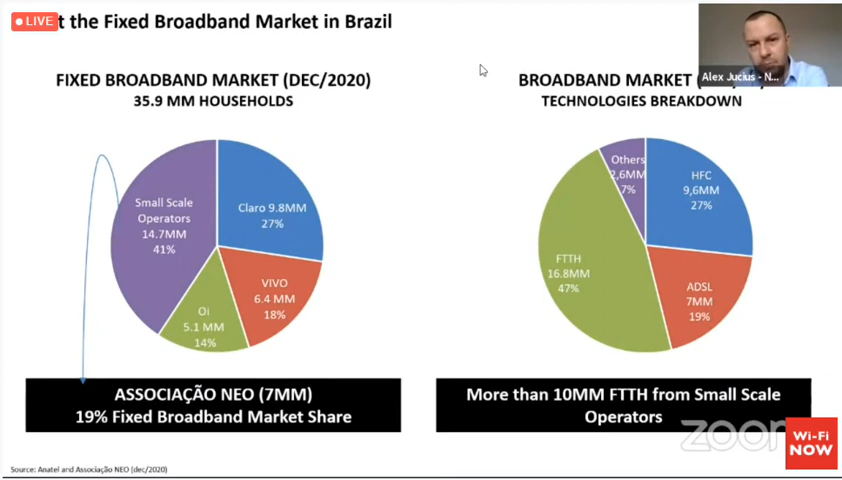 LIVE
t the Fixed Broadband Market in Brazil
Alex Jucius - N...
FIXED BROADBAND MARKET (DEC/2020)
35.9 MM HOUSEHOLDS
Small Scale
Operators
14.7MM
41%
Claro 9.8MM
27%
VIVO
6.4 MM
18%
Oi
5.1 MM
14%
ASSOCIAÇÃO NEO (7MM)
19% Fixed Broadband Market Share
BROADBAND MARKET (
TECHNOLOGIES BREAKDOWN
Others
2,6MM
7%
HFC
9,6MM
27%
FTTH
16.8MM
47%
ADSL
7MM
19%
More than 10MM FTTH from Small Scale
Operators
zoom
Wi-Fi
NOW
Source: Anatel and Associação NEO (dec/2020)